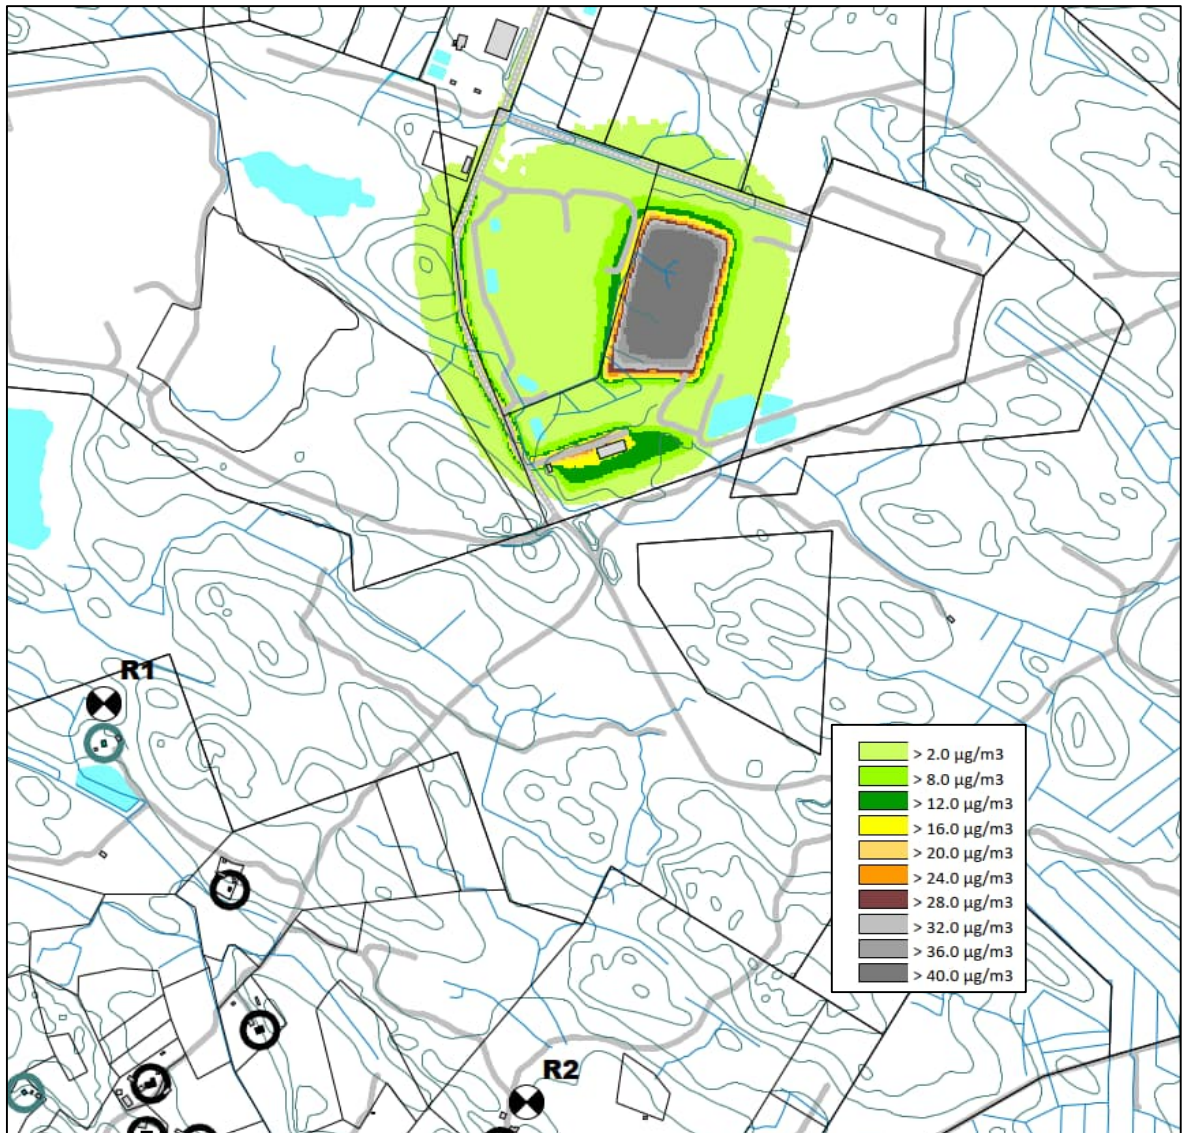 R1
> 2.0 µg/m3
> 8.0 µg/m3
> 12.0 µg/m3
> 16.0 µg/m3
> 20.0 µg/m3
> 24.0 µg/m3
> 28.0 µg/m3
> 32.0 µg/m3
> 36.0 µg/m3
> 40.0 µg/m3
R2